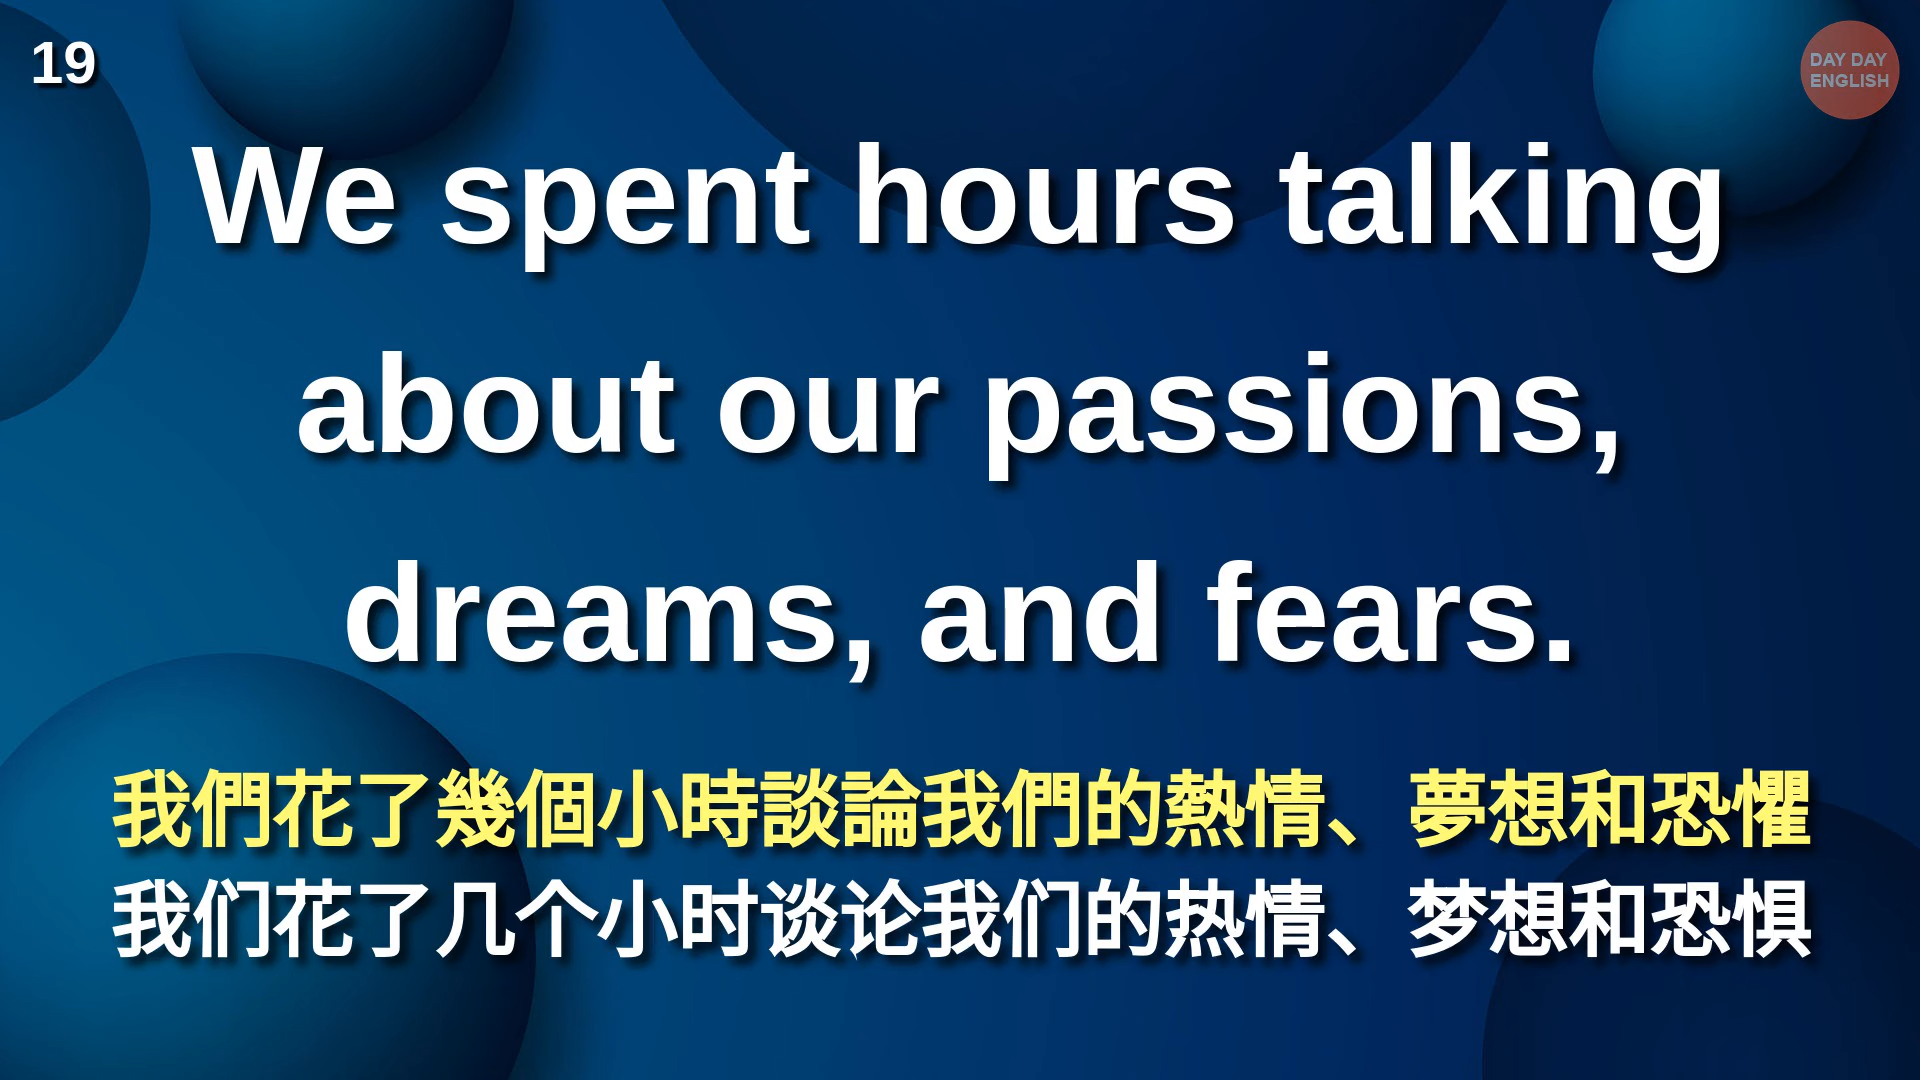 19
DAY DAY
ENGLISH
We spent hours talking
about our passions,
dreams, and fears.
我們花了幾個小時談論我們的熱情、夢想和恐懼
我们花了几个小时谈论我们的热情、梦想和恐惧